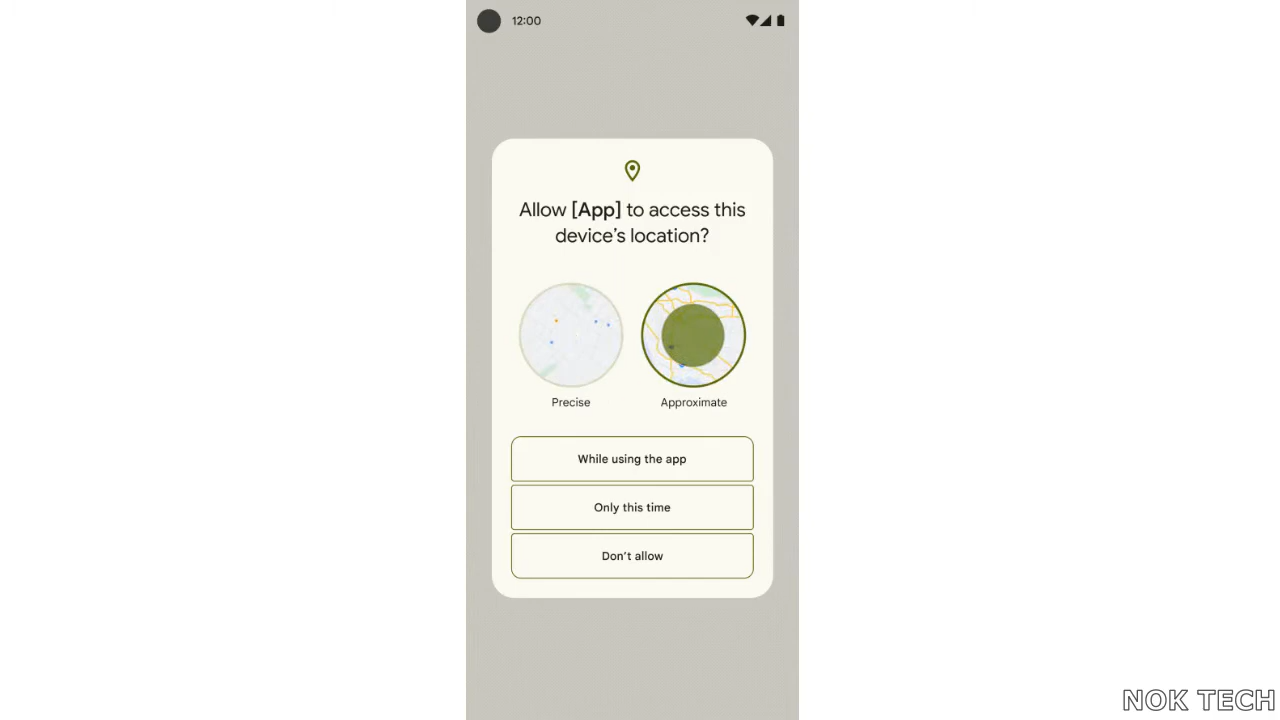 12:00
Allow [App] to access this
device's location?
Precise
Approximate
While using the app
Only this time
Don't allow
NOK TECH